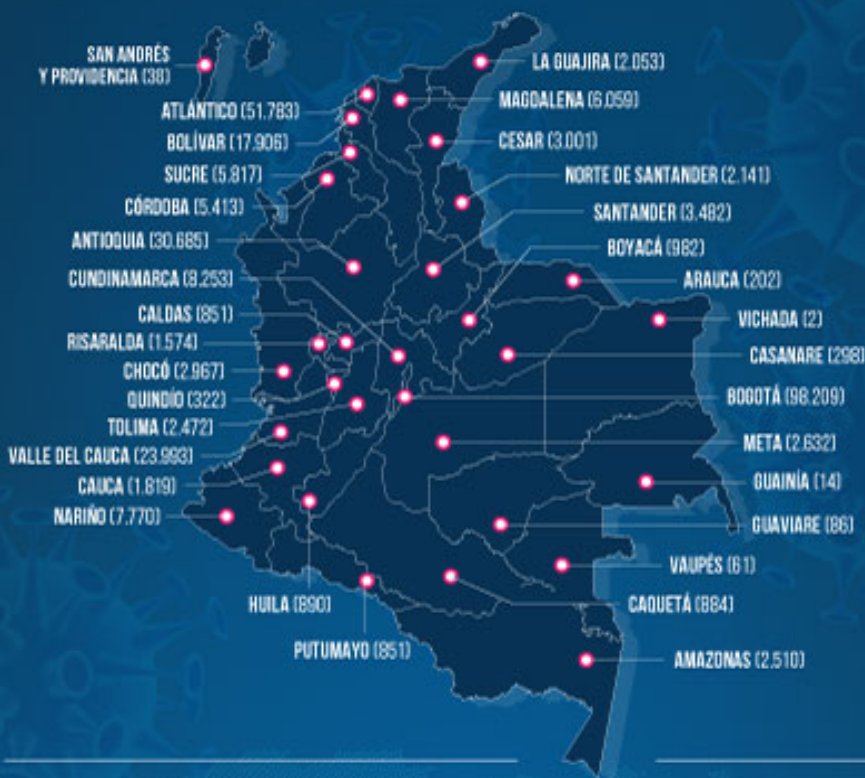 SAN ANDRÉS
Y PROVIDENCIA (38)
ATLÁNTICO (51.783)
BOLÍVAR (17.906)
SUCRE (5.817)
CÓRDOBA (5.413)
ANTIOQUIA (30.685)
CUNDINAMARCA (8.253)
CALDAS (851)
RISARALDA (1.574)
CHOCÓ (2.967)
QUINDÍO (322)
TOLIMA (2.472)
VALLE DEL CAUCA (23.993)
CAUCA (1.819)
NARIÑO (7.770)
HUILA (890)
PUTUMAYO (851)
LA GUAJIRA (2.053)
MAGDALENA (6.059)
CESAR (3.001)
NORTE DE SANTANDER (2.141)
SANTANDER (3.482)
BOYACÁ (982)
ARAUCA (202)
VICHADA (2)
CASANARE (298)
BOGOTÁ (98.209)
META (2.632)
GUAINÍA (14)
GUAVIARE (86)
VAUPÉS (61)
CAQUETÁ (884)
AMAZONAS (2.510)